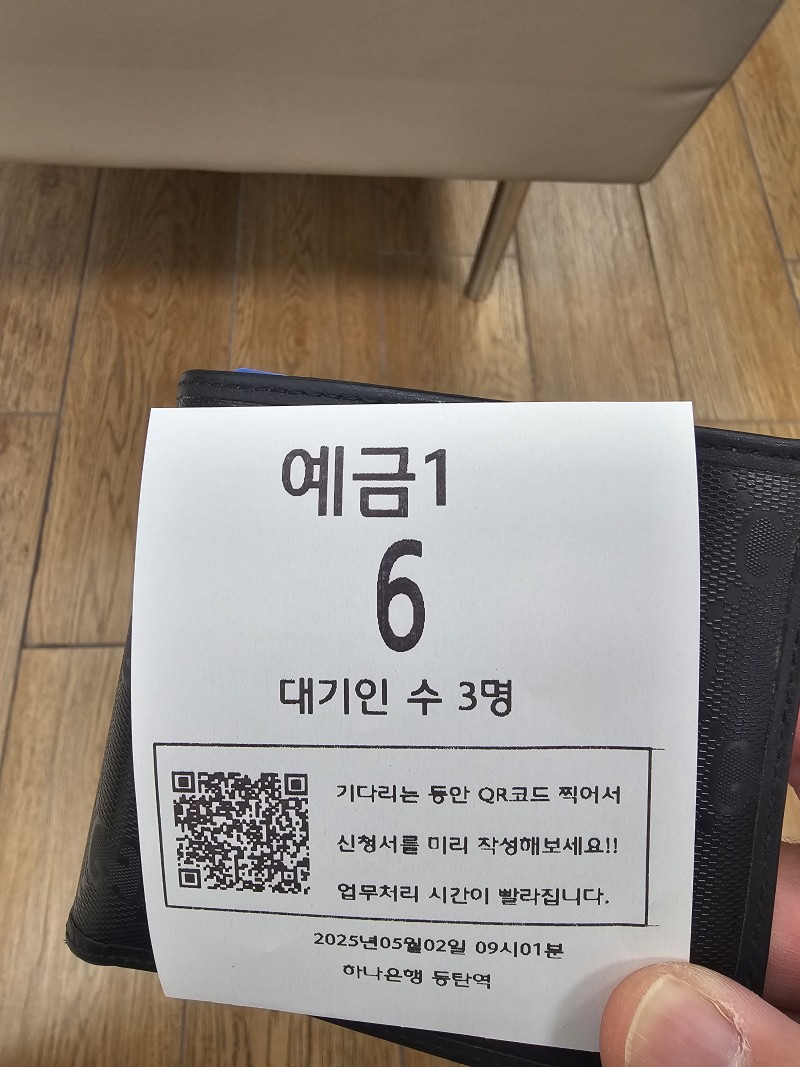 예금1
6
대기인 수 3명
기다리는 동안 QR코드 찍어서
신청서를 미리 작성해보세요!!
업무처리 시간이 빨라집니다.
2025년05월02일 09시01분
하나은행 동탄역